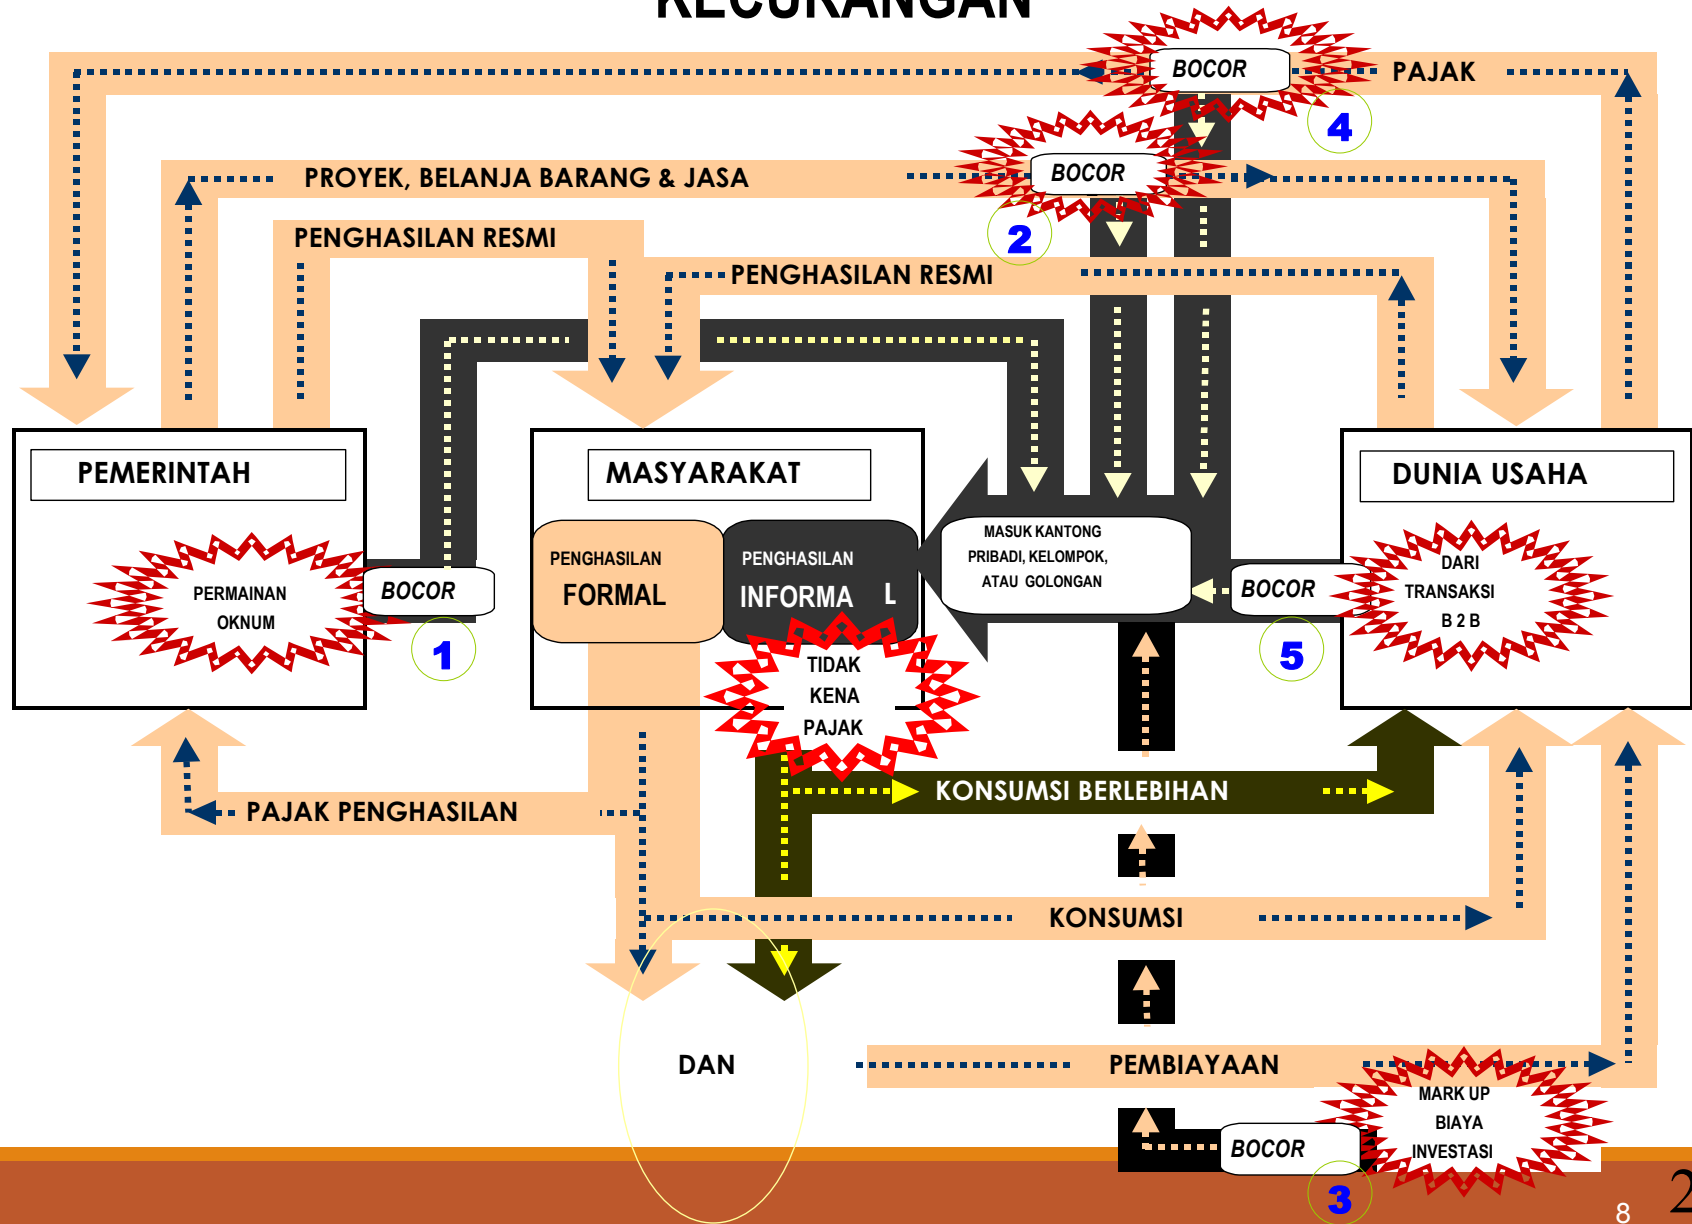 KECURANGAN
BOCOR
PAJAK
4
PROYEK, BELANJA BARANG & JASA
BOCOR
2
PENGHASILAN RESMI
PENGHASILAN RESMI
PEMERINTAH
MASYARAKAT
DUNIA USAHA
PERMAINAN
OKNUM
BOCOR
1
PENGHASILAN
FORMAL
PENGHASILAN
INFORMA L
MASUK KANTONG
PRIBADI, KELOMPOK,
ATAU GOLONGAN
BOCOR
5
DARI
TRANSAKSI
B 2 B
TIDAK
KENA
PAJAK
KONSUMSI BERLEBIHAN
PAJAK PENGHASILAN
KONSUMSI
DAN
PEMBIAYAAN
MARK UP
BIAYA
INVESTASI
BOCOR
3
8
2